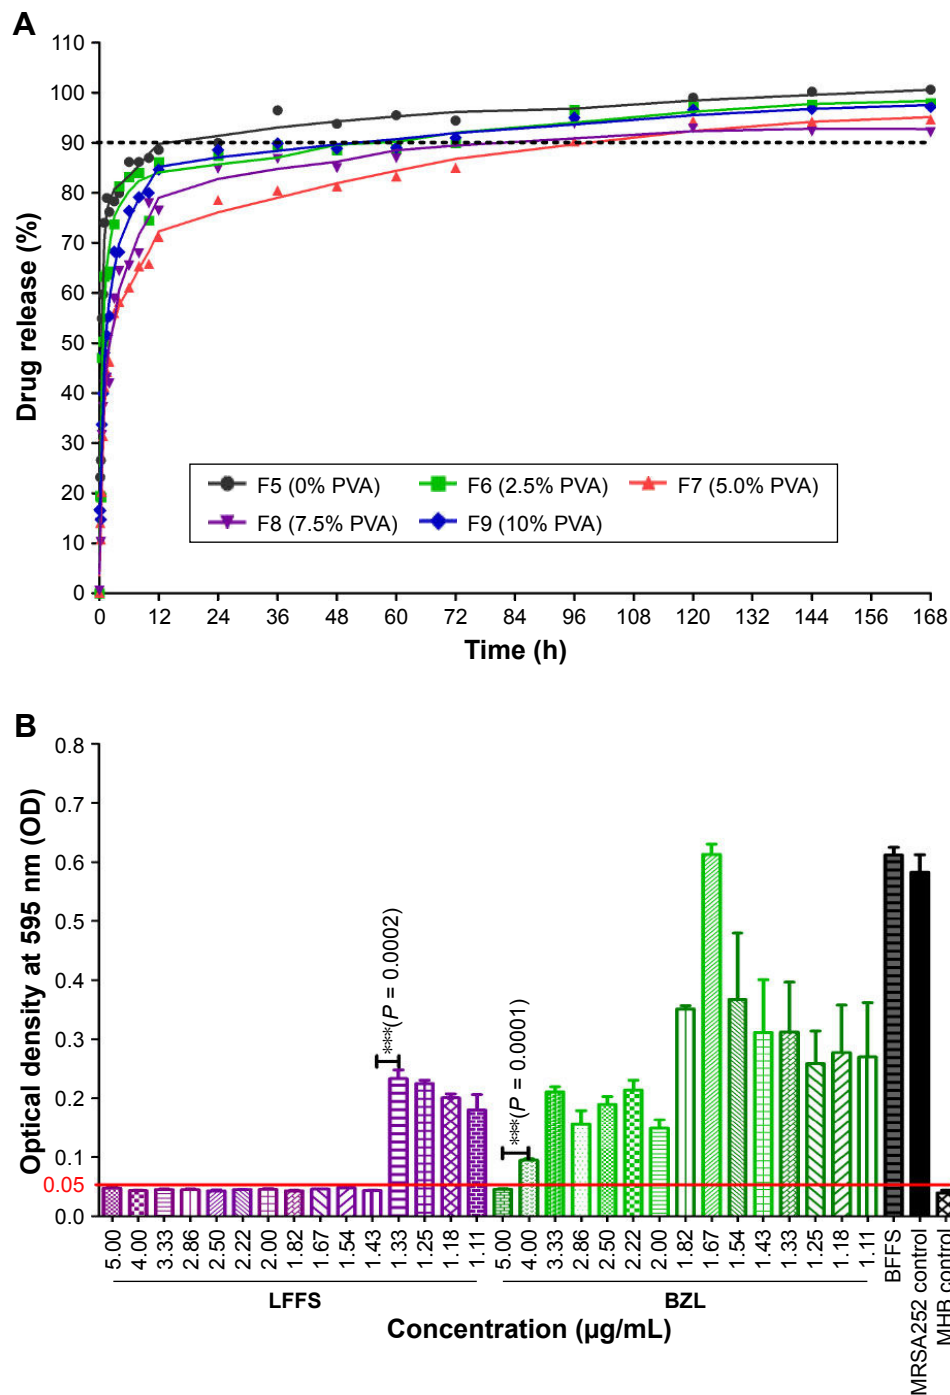 A
110
100
90
80
70
60
50
40
30
20
10
0
Drug release (%)
F5 (0% PVA) F6 (2.5% PVA) F7 (5.0% PVA)
F8 (7.5% PVA) F9 (10% PVA)
0 12 24 36 48 60 72 84 96 108 120 132 144 156 168
Time (h)
B
0.8
0.7
0.6
0.5
0.4
0.3
0.2
0.1
0.05
0.0
Optical density at 595 nm (OD)
***(P = 0.0002)
***(P = 0.0001)
5.00 4.00 3.33 2.86 2.50 2.22 2.00 1.82 1.67 1.54 1.43 1.33 1.25 1.18 1.11 5.00 4.00 3.33 2.86 2.50 2.22 2.00 1.82 1.67 1.54 1.43 1.33 1.25 1.18 1.11 BFFS MRSA252 control MHB control
LFFS BZL
Concentration (µg/mL)